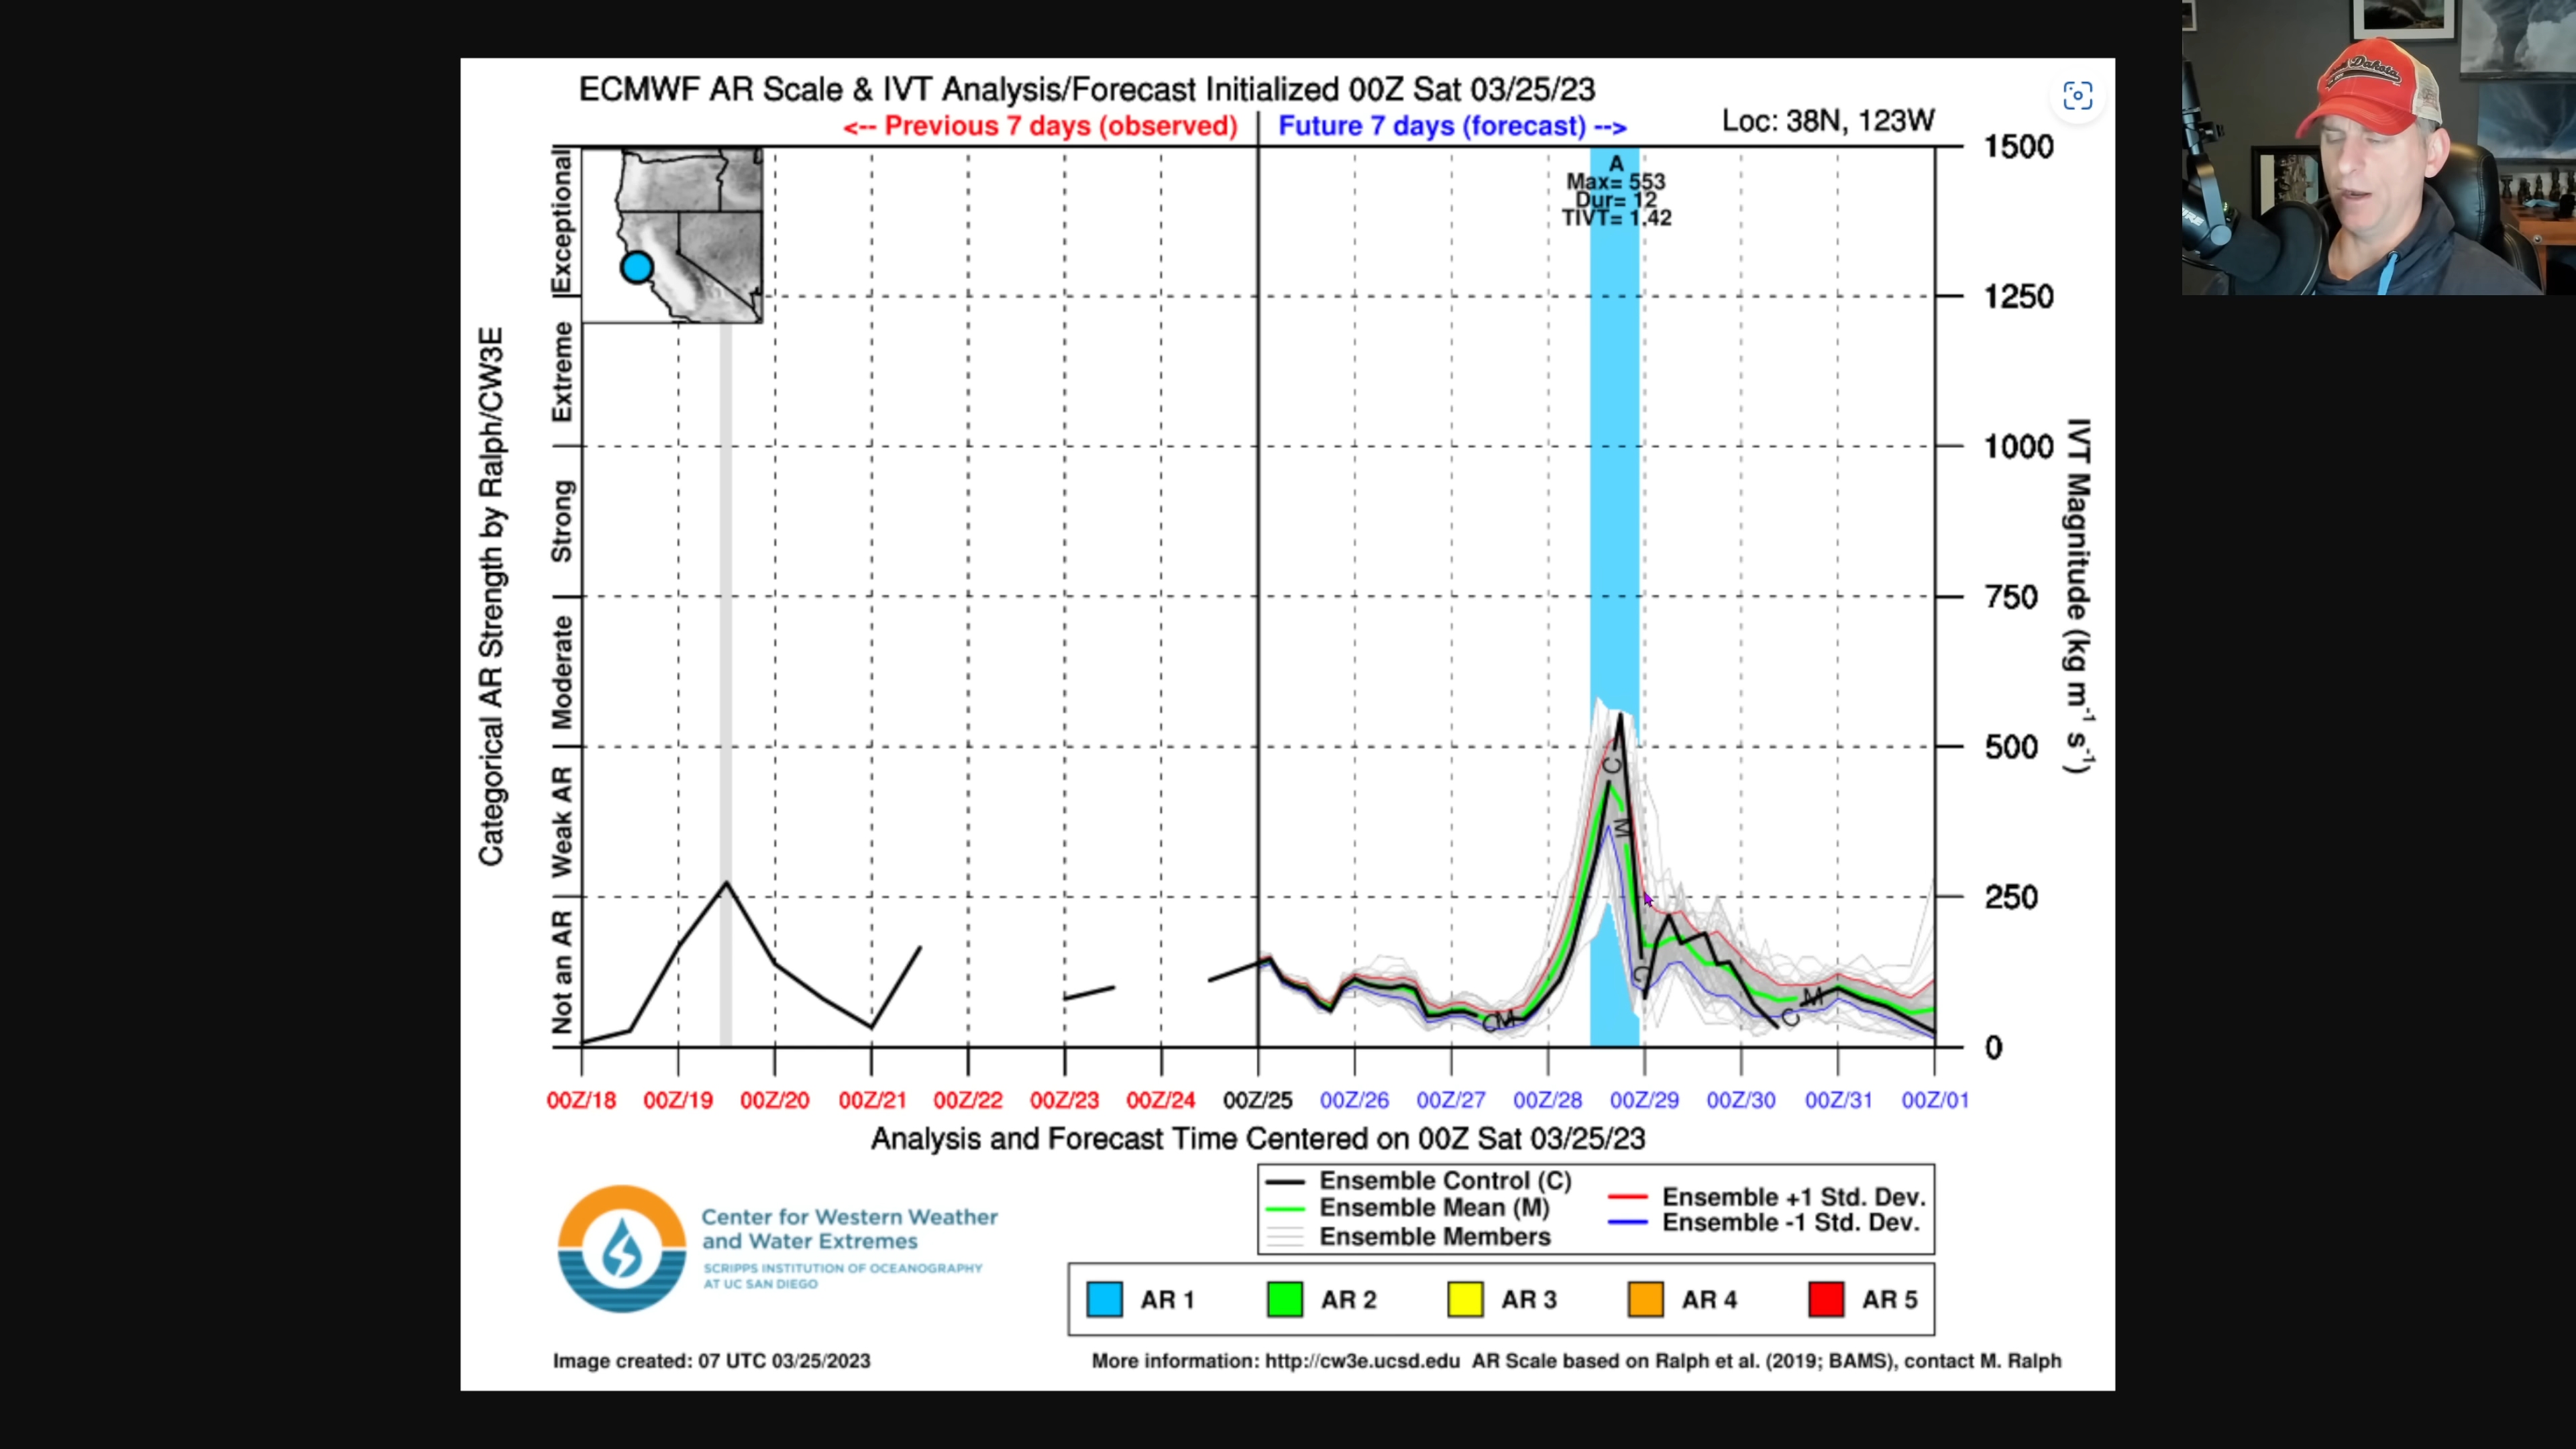 ECMWF AR Scale & IVT Analysis/Forecast Initialized 00Z Sat 03/25/23
<-- Previous 7 days (observed)
Future 7 days (forecast) -->
Loc: 38N, 123W
A
Max= 553
Dur= 12
TIVT= 1.42
Categorical AR Strength by Ralph/CW3E
Exceptional
Extreme
Strong
Moderate
Weak AR
Not an AR
1500
1250
1000
750
500
250
0
IVT Magnitude (kg m-1 s-1)
C
M
C
C
M
C
M
00Z/18 00Z/19 00Z/20 00Z/21 00Z/22 00Z/23 00Z/24 00Z/25 00Z/26 00Z/27 00Z/28 00Z/29 00Z/30 00Z/31 00Z/01
Analysis and Forecast Time Centered on 00Z Sat 03/25/23
Ensemble Control (C)
Ensemble Mean (M)
Ensemble Members
Ensemble +1 Std. Dev.
Ensemble -1 Std. Dev.
Center for Western Weather
and Water Extremes
SCRIPPS INSTITUTION OF OCEANOGRAPHY
AT UC SAN DIEGO
AR 1 AR 2 AR 3 AR 4 AR 5
Image created: 07 UTC 03/25/2023
More information: http://cw3e.ucsd.edu AR Scale based on Ralph et al. (2019; BAMS), contact M. Ralph
Dakota